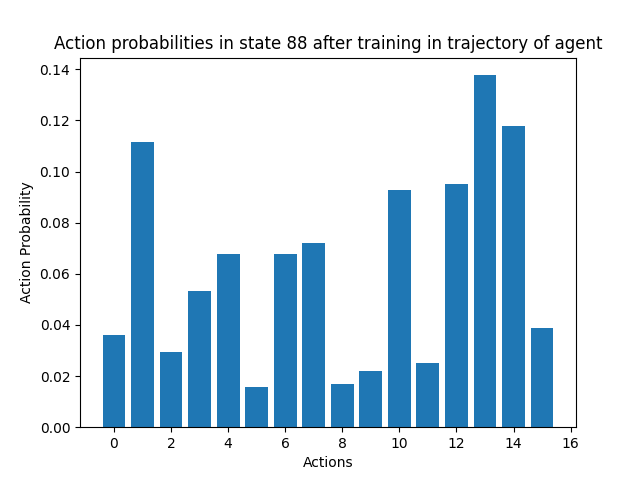 Action probabilities in state 88 after training in trajectory of agent
0.14
0.12
0.10
0.08
0.06
0.04
0.02
0.00
Action Probability
0 2 4 6 8 10 12 14 16
Actions